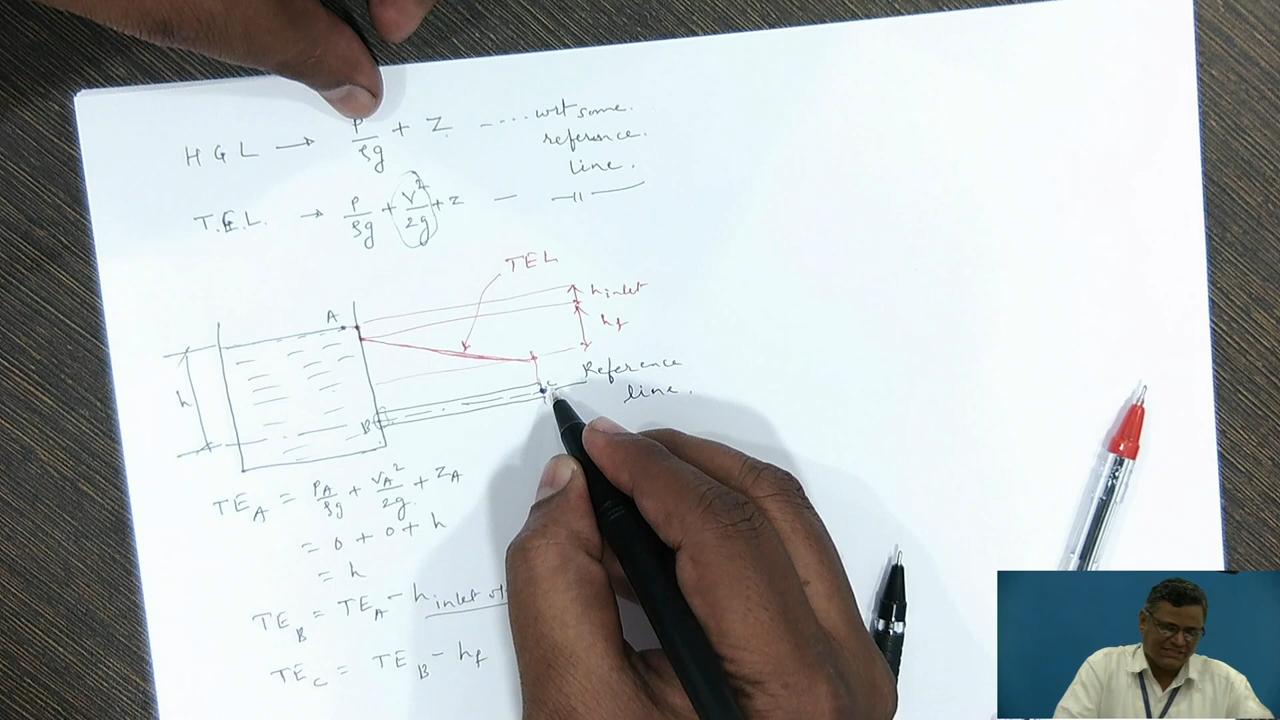 HGL → P/ρg + Z ---- wrt some
reference
line.
T.E.L. → P/ρg + V²/2g + z — —11—
TEL
h inlet
hf
A
h
B
C
Reference
line.
TE_A = P_A/ρg + V_A²/2g + Z_A
= 0 + 0 + h
= h
TE_B = TE_A - h inlet
TE_C = TE_B - hf